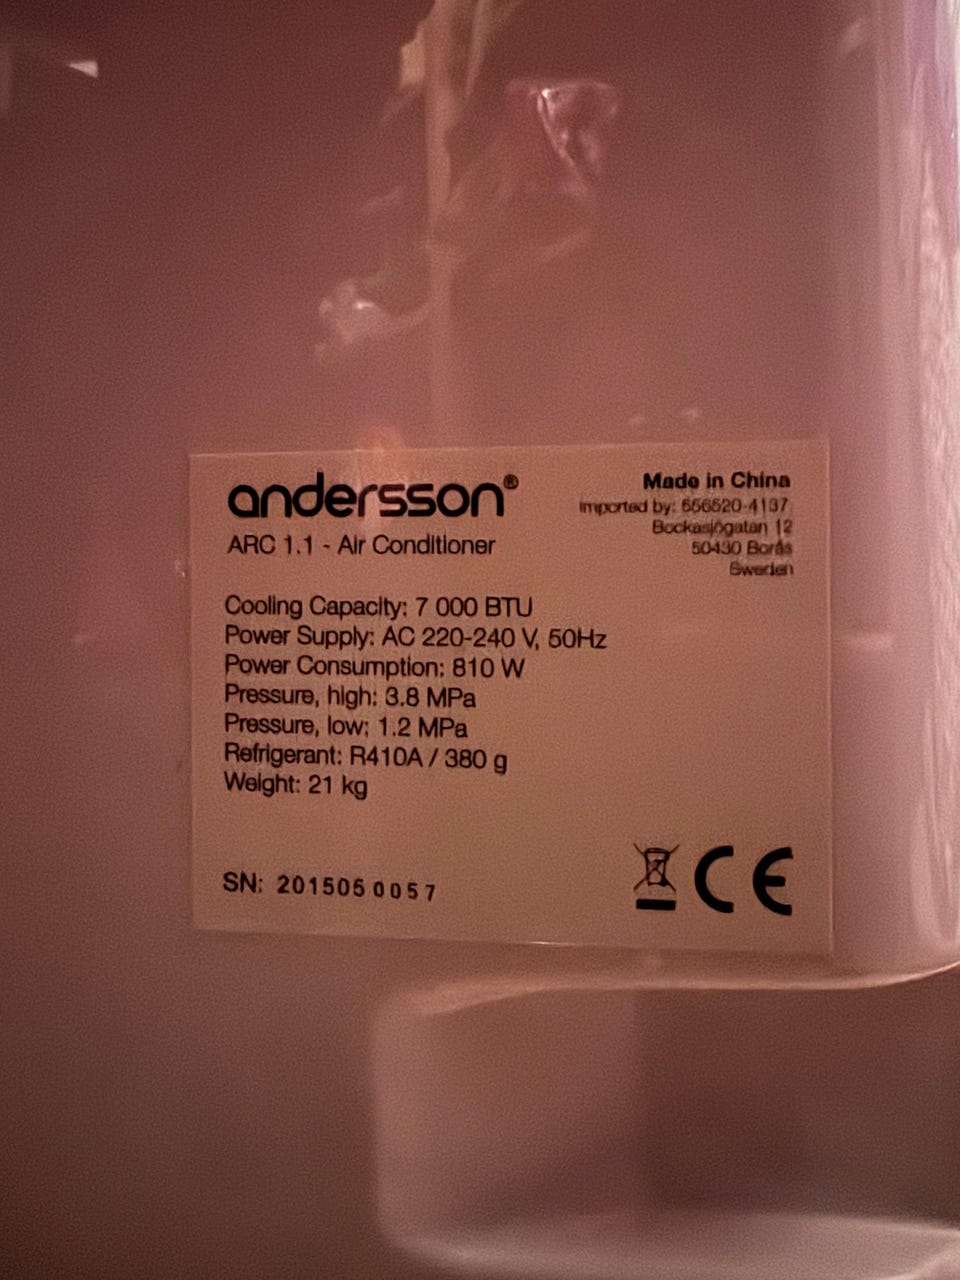 andersson®
ARC 1.1 - Air Conditioner
Made in China
Imported by: 556520-4137
Bockasjögatan 12
50430 Borås
Sweden
Cooling Capacity: 7 000 BTU
Power Supply: AC 220-240 V, 50Hz
Power Consumption: 810 W
Pressure, high: 3.8 MPa
Pressure, low: 1.2 MPa
Refrigerant: R410A / 380 g
Weight: 21 kg
SN: 201505 0057
CE